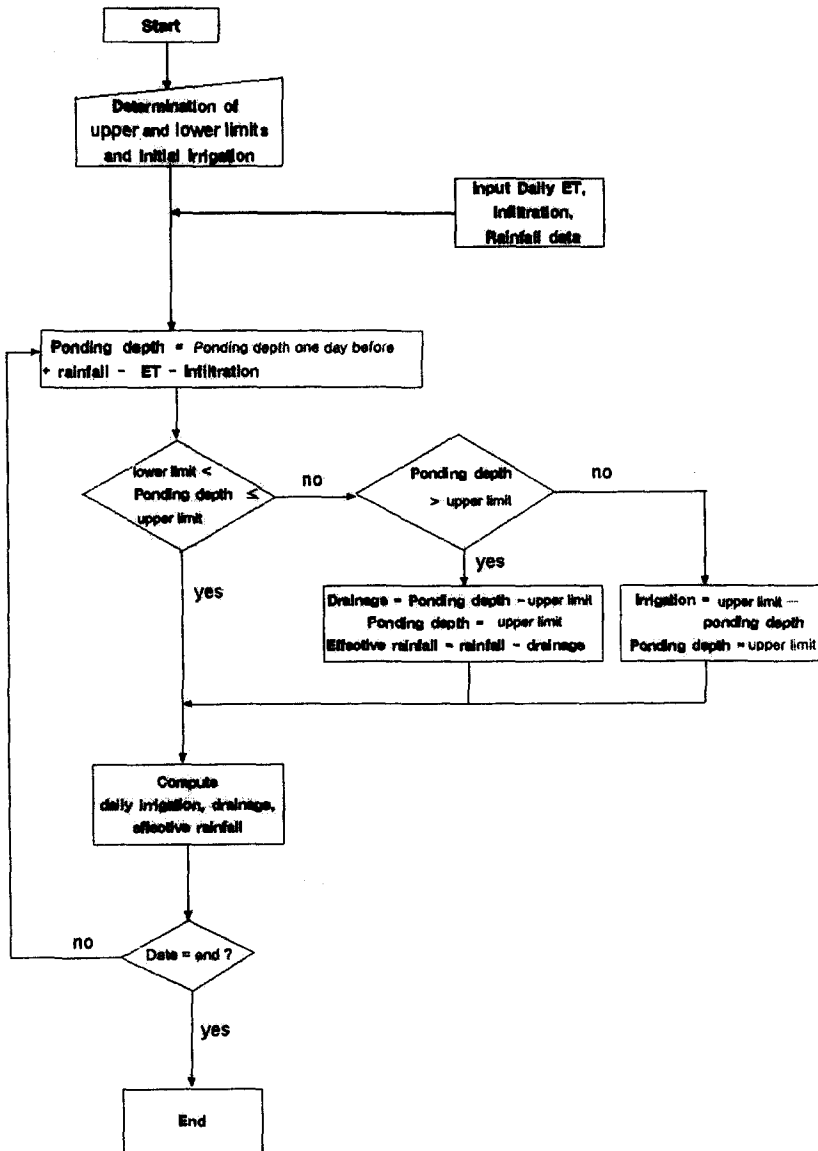 Start
Determination of
upper and lower limits
and initial irrigation
Input Daily ET,
Infiltration,
Rainfall data
Ponding depth = Ponding depth one day before
+ rainfall - ET - Infiltration
lower limit <
Ponding depth ≤
upper limit
no
Ponding depth
> upper limit
no
yes
yes
Drainage = Ponding depth - upper limit
Ponding depth = upper limit
Effective rainfall = rainfall - drainage
Irrigation = upper limit -
ponding depth
Ponding depth = upper limit
Compute
daily irrigation, drainage,
effective rainfall
no
Date = end ?
yes
End